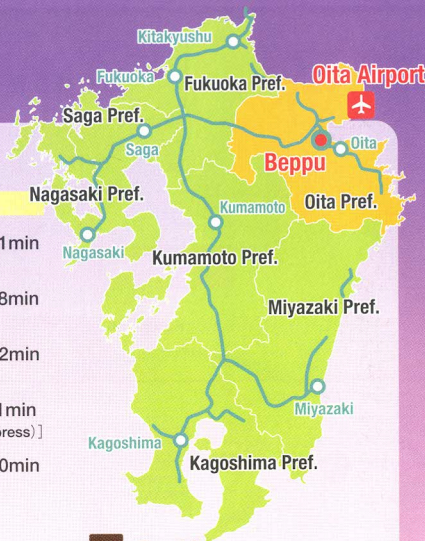 Kitakyushu
Fukuoka
Fukuoka Pref.
Oita Airport
Saga Pref.
Saga
Oita
Beppu
Nagasaki Pref.
Oita Pref.
Kumamoto
1min
Nagasaki
Kumamoto Pref.
8min
Miyazaki Pref.
2min
1min
press)]
Miyazaki
Kagoshima
0min
Kagoshima Pref.